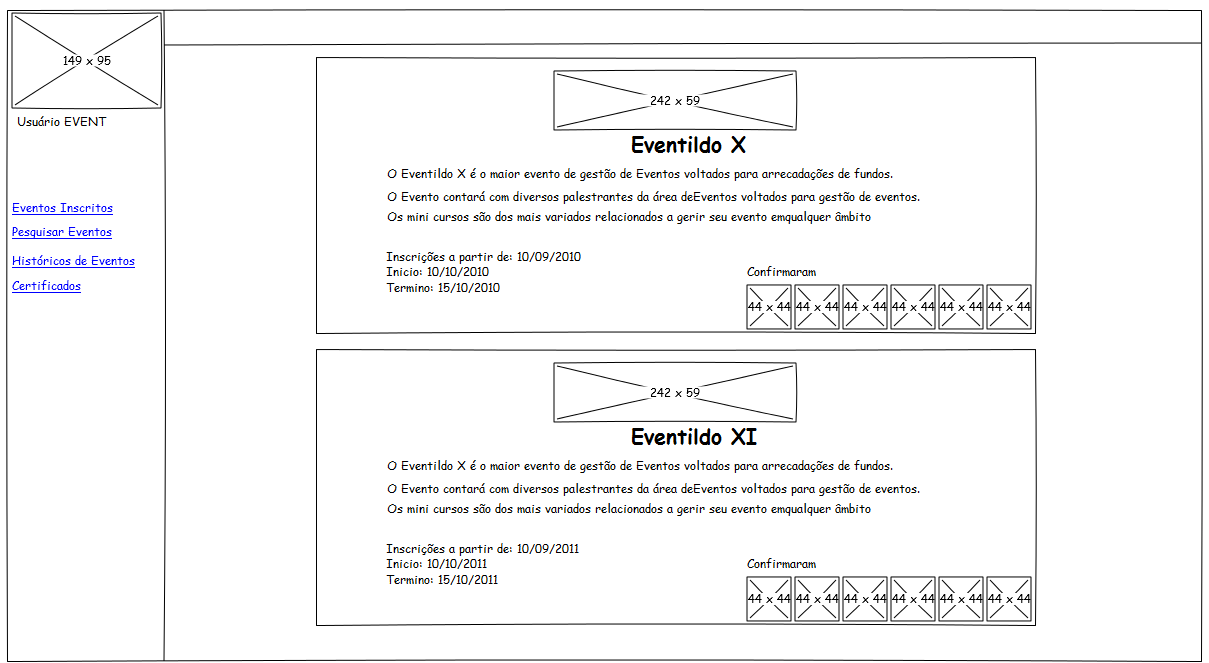 149 x 95
Usuário EVENT
Eventos Inscritos
Pesquisar Eventos
Históricos de Eventos
Certificados
242 x 59
Eventildo X
O Eventildo X é o maior evento de gestão de Eventos voltados para arrecadações de fundos.
O Evento contará com diversos palestrantes da área deEventos voltados para gestão de eventos.
Os mini cursos são dos mais variados relacionados a gerir seu evento emqualquer âmbito
Inscrições a partir de: 10/09/2010
Inicio: 10/10/2010
Termino: 15/10/2010
Confirmaram
44 x 44 44 x 44 44 x 44 44 x 44 44 x 44 44 x 44
242 x 59
Eventildo XI
O Eventildo X é o maior evento de gestão de Eventos voltados para arrecadações de fundos.
O Evento contará com diversos palestrantes da área deEventos voltados para gestão de eventos.
Os mini cursos são dos mais variados relacionados a gerir seu evento emqualquer âmbito
Inscrições a partir de: 10/09/2011
Inicio: 10/10/2011
Termino: 15/10/2011
Confirmaram
44 x 44 44 x 44 44 x 44 44 x 44 44 x 44 44 x 44